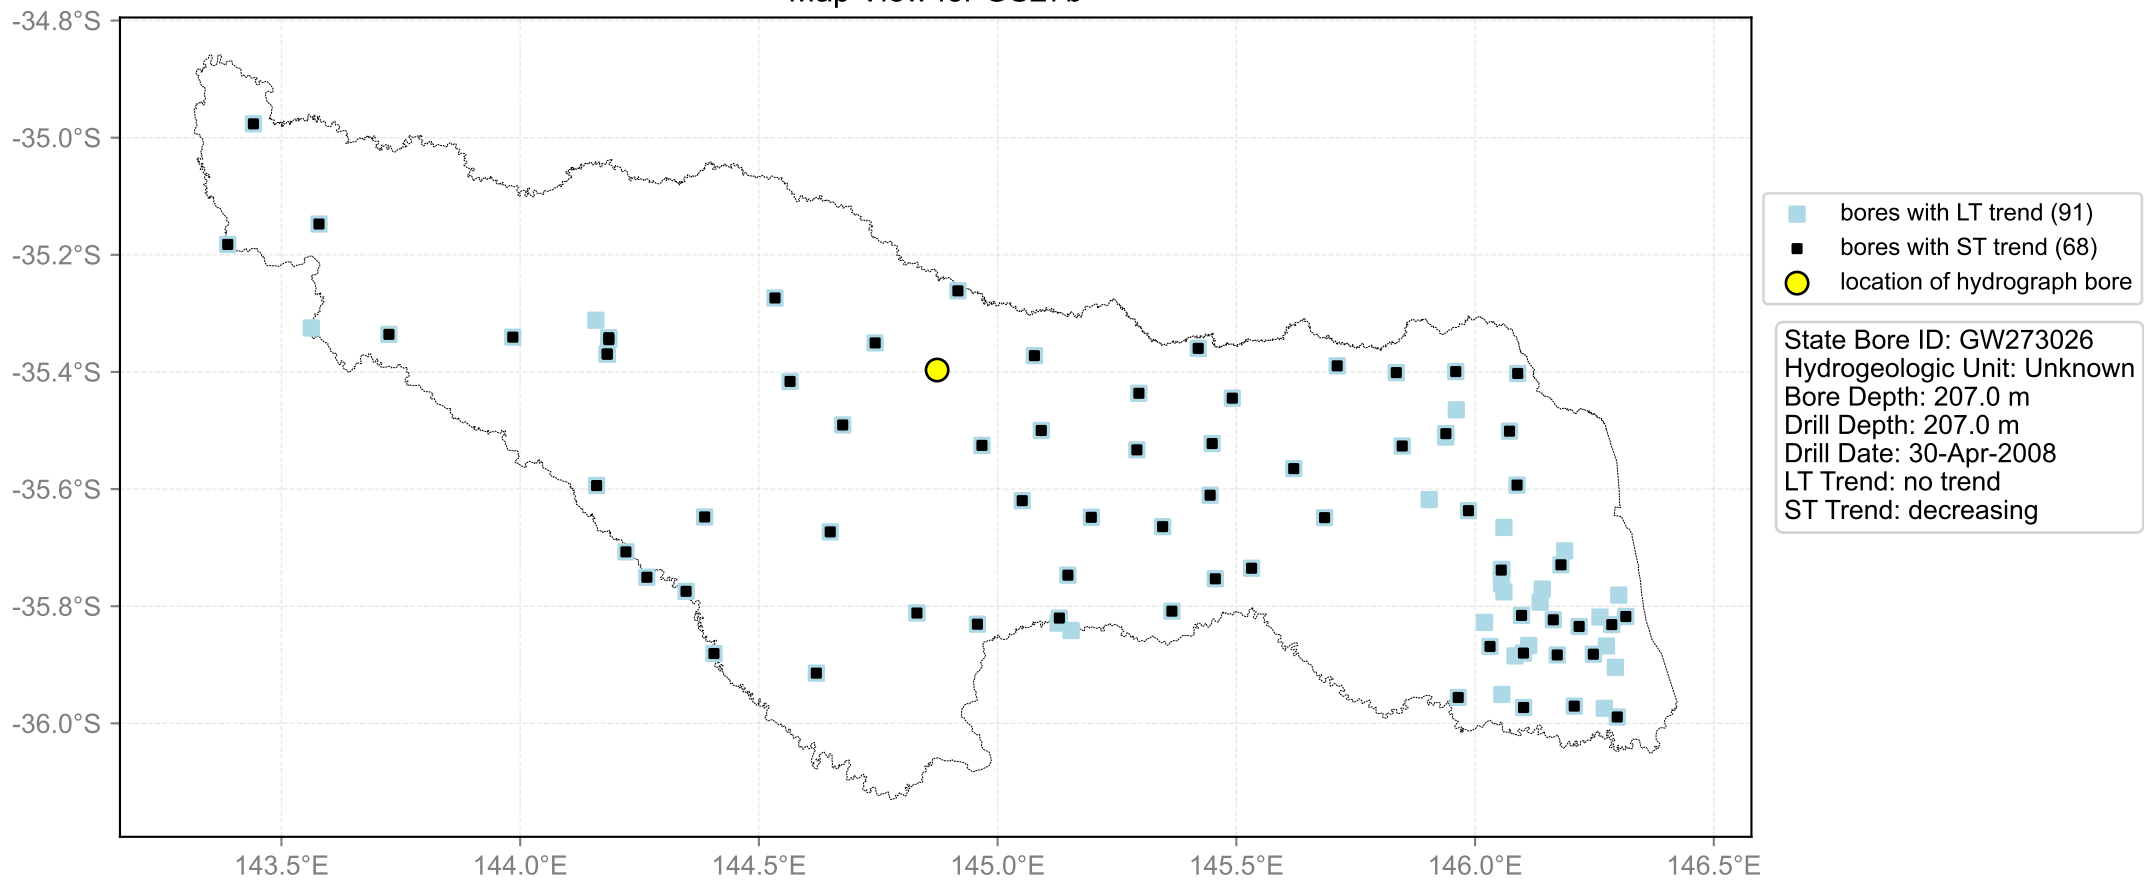 -34.8°S
-35.0°S
-35.2°S
-35.4°S
-35.6°S
-35.8°S
-36.0°S
143.5°E 144.0°E 144.5°E 145.0°E 145.5°E 146.0°E 146.5°E
bores with LT trend (91)
bores with ST trend (68)
location of hydrograph bore
State Bore ID: GW273026
Hydrogeologic Unit: Unknown
Bore Depth: 207.0 m
Drill Depth: 207.0 m
Drill Date: 30-Apr-2008
LT Trend: no trend
ST Trend: decreasing